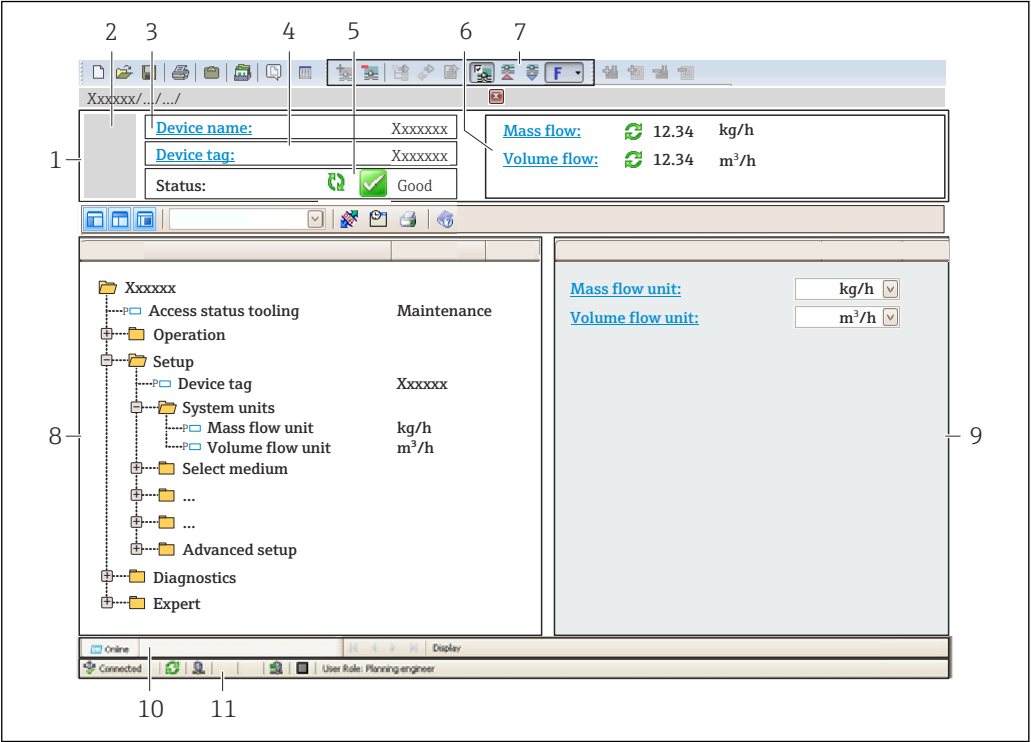 2 3 4 5 6 7
F
Xxxxxx/.../.../
1
Device name: Xxxxxxx
Device tag: Xxxxxxx
Status: Good
Mass flow: 12.34 kg/h
Volume flow: 12.34 m³/h
Xxxxxx
P Access status tooling Maintenance
Operation
Setup
P Device tag Xxxxxx
System units
P Mass flow unit kg/h
P Volume flow unit m³/h
Select medium
...
...
Advanced setup
Diagnostics
Expert
8
Mass flow unit: kg/h
Volume flow unit: m³/h
9
Online Display
Connected User Role: Planning engineer
10 11